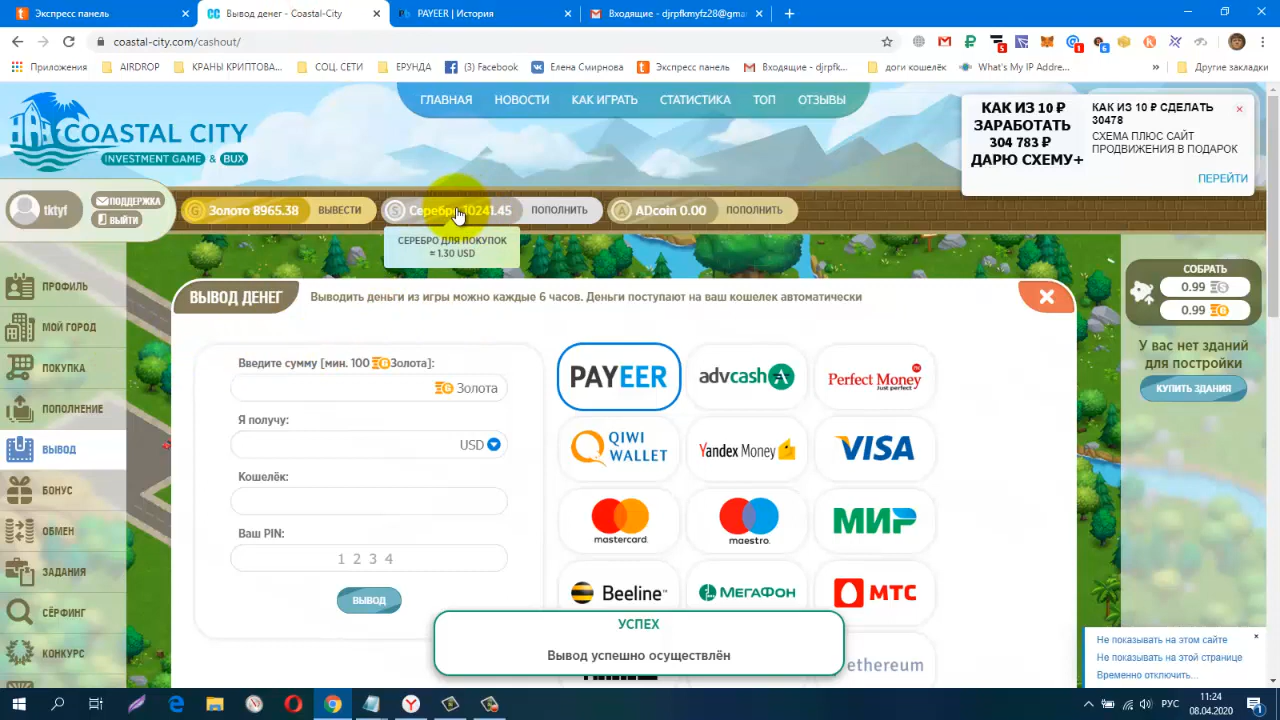 Экспресс панель
Вывод денег - Coastal-City
PAYEER | История
Входящие - djrpfkmyfz28@gma
coastal-city.com/cashout/
Приложения
AIRDROP
КРАНЫ КРИПТОВА...
СОЦ. СЕТИ
ЕРУНДА
(3) Facebook
Елена Смирнова
Экспресс панель
Входящие - djrpfk...
доги кошелёк
What's My IP Addre...
»
Другие закладки
COASTAL CITY
INVESTMENT GAME & BUX
ГЛАВНАЯ
НОВОСТИ
КАК ИГРАТЬ
СТАТИСТИКА
ТОП
ОТЗЫВЫ
КАК ИЗ 10 ₽
ЗАРАБОТАТЬ
304 783 ₽
ДАРЮ СХЕМУ+
КАК ИЗ 10 ₽ СДЕЛАТЬ
30478
СХЕМА ПЛЮС САЙТ
ПРОДВИЖЕНИЯ В ПОДАРОК
ПЕРЕЙТИ
tktyf
ПОДДЕРЖКА
ВЫЙТИ
Золото 8965.38
ВЫВЕСТИ
Серебро 10241.45
ПОПОЛНИТЬ
ADcoin 0.00
ПОПОЛНИТЬ
СЕРЕБРО ДЛЯ ПОКУПОК
≈ 1.30 USD
ПРОФИЛЬ
МОЙ ГОРОД
ПОКУПКА
ПОПОЛНЕНИЕ
ВЫВОД
БОНУС
ОБМЕН
ЗАДАНИЯ
СЁРФИНГ
КОНКУРС
ВЫВОД ДЕНЕГ
Выводить деньги из игры можно каждые 6 часов. Деньги поступают на ваш кошелек автоматически
Введите сумму [мин. 100 Золота]:
Золота
Я получу:
USD
Кошелёк:
Ваш PIN:
1 2 3 4
ВЫВОД
PAYEER
advcash
Perfect Money
Just perfect
QIWI
WALLET
Yandex Money
VISA
mastercard
maestro
МИР
Beeline™
МЕГАФОН
МТС
ethereum
УСПЕХ
Вывод успешно осуществлён
СОБРАТЬ
0.99
0.99
У вас нет зданий
для постройки
КУПИТЬ ЗДАНИЯ
Не показывать на этом сайте
Не показывать на этой странице
Временно отключить...
РУС
11:24
08.04.2020